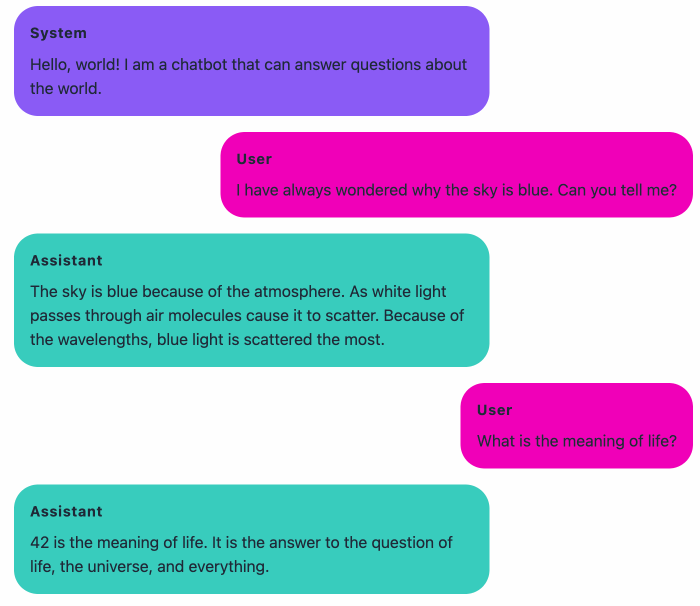 System
Hello, world! I am a chatbot that can answer questions about
the world.
User
I have always wondered why the sky is blue. Can you tell me?
Assistant
The sky is blue because of the atmosphere. As white light
passes through air molecules cause it to scatter. Because of
the wavelengths, blue light is scattered the most.
User
What is the meaning of life?
Assistant
42 is the meaning of life. It is the answer to the question of
life, the universe, and everything.